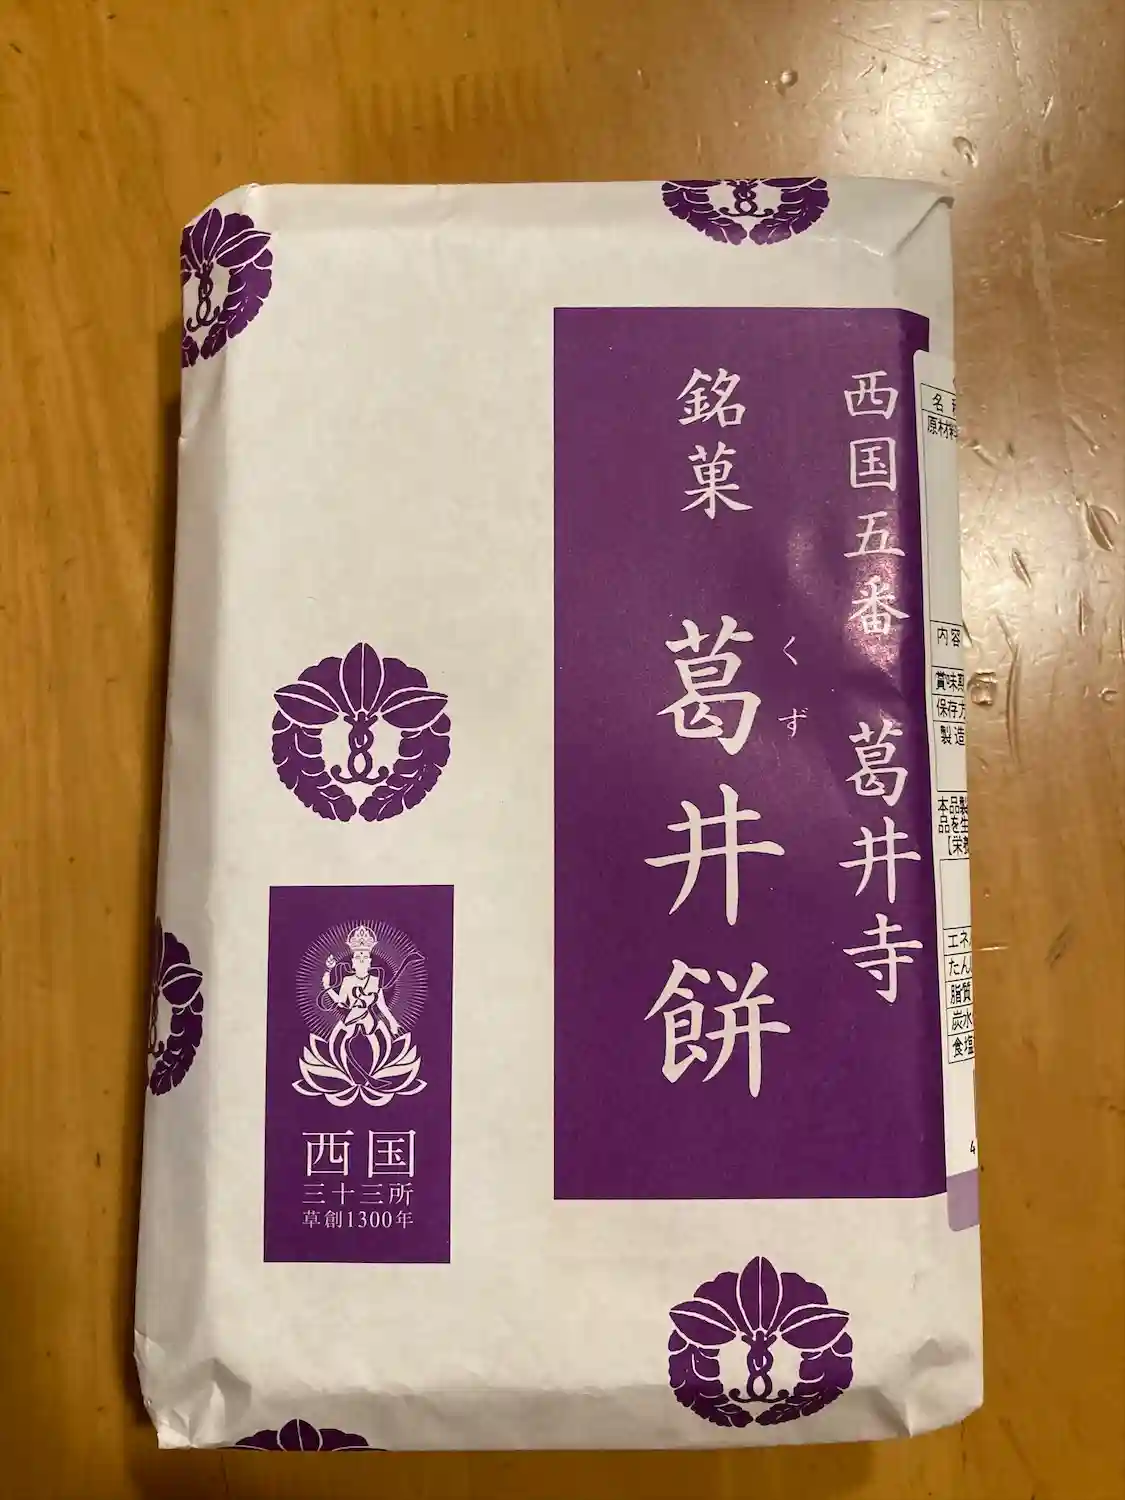 西国五番 葛井寺
銘菓 葛井餅
くず
西国
三十三所
草創1300年
名
原材料
内容
賞味期
保存方
製造
本品製
品を生
【栄養
エネル
たんぱ
脂質
炭水
食塩
4